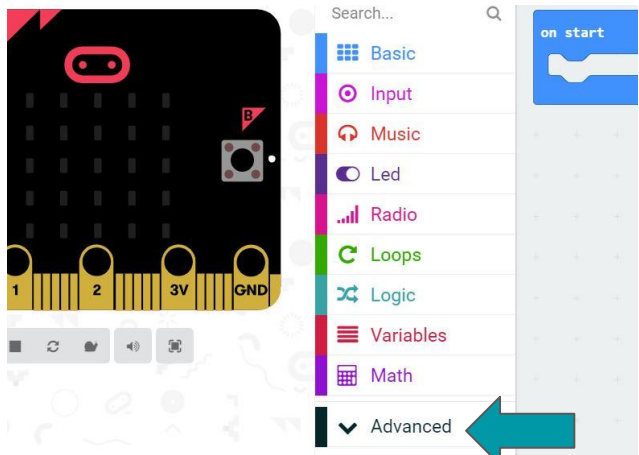 Search...
Basic
Input
Music
Led
Radio
Loops
Logic
Variables
Math
Advanced
on start
B
1
2
3V
GND